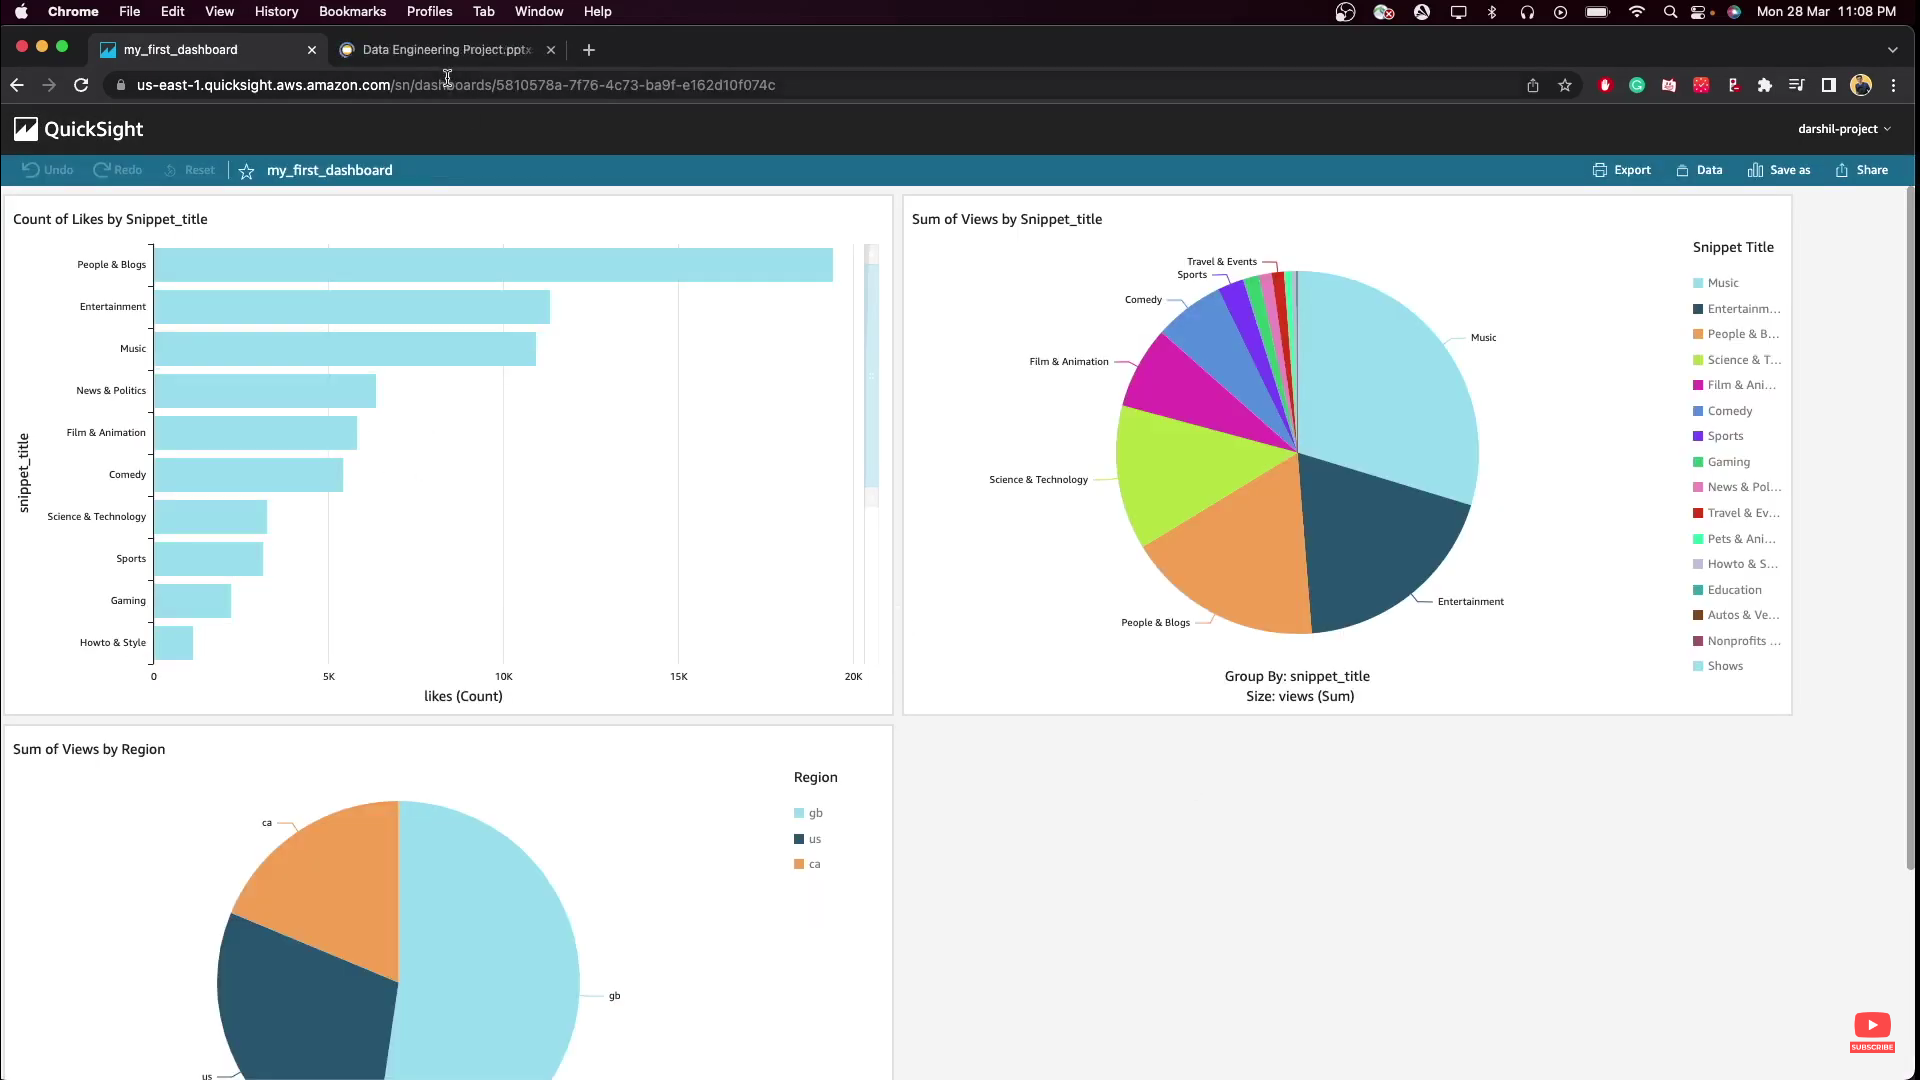 Chrome File Edit View History Bookmarks Profiles Tab Window Help Mon 28 Mar 11:08 PM
my_first_dashboard Data Engineering Project.pptx
us-east-1.quicksight.aws.amazon.com/sn/dashboards/5810578a-7f76-4c73-ba9f-e162d10f074c
QuickSight darshil-project
Undo Redo Reset my_first_dashboard Export Data Save as Share
Count of Likes by Snippet_title
snippet_title
People & Blogs
Entertainment
Music
News & Politics
Film & Animation
Comedy
Science & Technology
Sports
Gaming
Howto & Style
0 5K 10K 15K 20K
likes (Count)
Sum of Views by Snippet_title
Travel & Events
Sports
Comedy
Music
Film & Animation
Science & Technology
Entertainment
People & Blogs
Group By: snippet_title
Size: views (Sum)
Snippet Title
Music
Entertainm...
People & B...
Science & T...
Film & Ani...
Comedy
Sports
Gaming
News & Pol...
Travel & Ev...
Pets & Ani...
Howto & S...
Education
Autos & Ve...
Nonprofits ...
Shows
Sum of Views by Region
ca
gb
us
Region
gb
us
ca
SUBSCRIBE